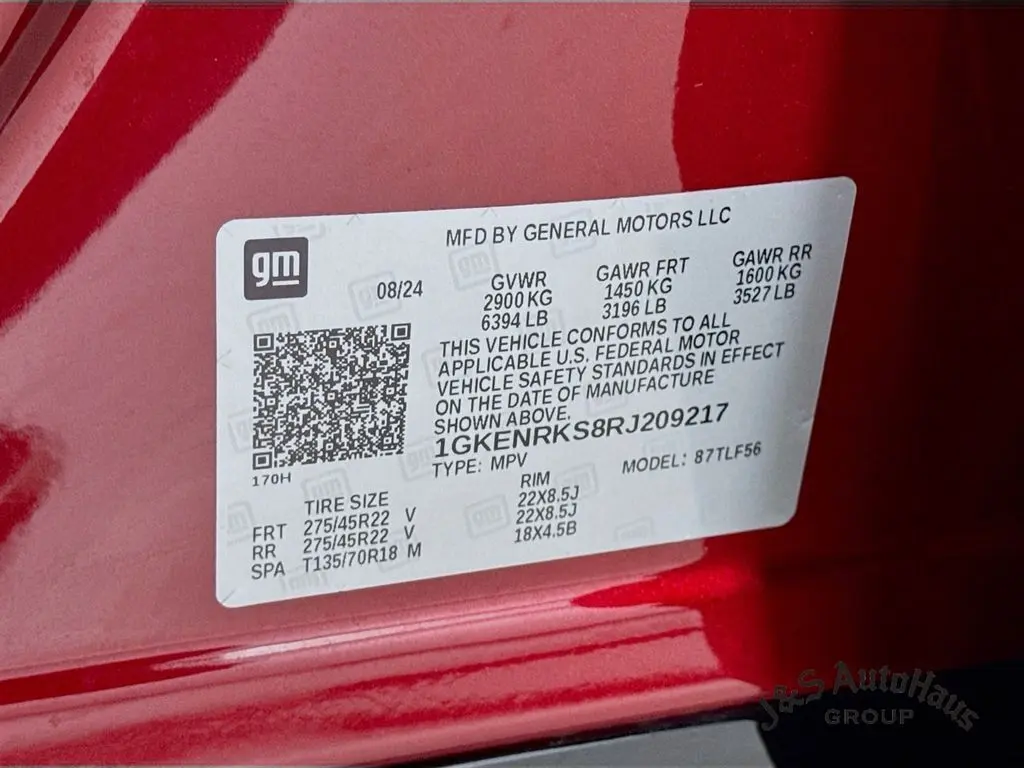 gm
MFD BY GENERAL MOTORS LLC
08/24
GVWR GAWR FRT GAWR RR
2900 KG 1450 KG 1600 KG
6394 LB 3196 LB 3527 LB
THIS VEHICLE CONFORMS TO ALL
APPLICABLE U.S. FEDERAL MOTOR
VEHICLE SAFETY STANDARDS IN EFFECT
ON THE DATE OF MANUFACTURE
SHOWN ABOVE.
1GKENRKS8RJ209217
TYPE: MPV MODEL: 87TLF56
170H
TIRE SIZE RIM
FRT 275/45R22 V 22X8.5J
RR 275/45R22 V 22X8.5J
SPA T135/70R18 M 18X4.5B
J&S AutoHaus
GROUP